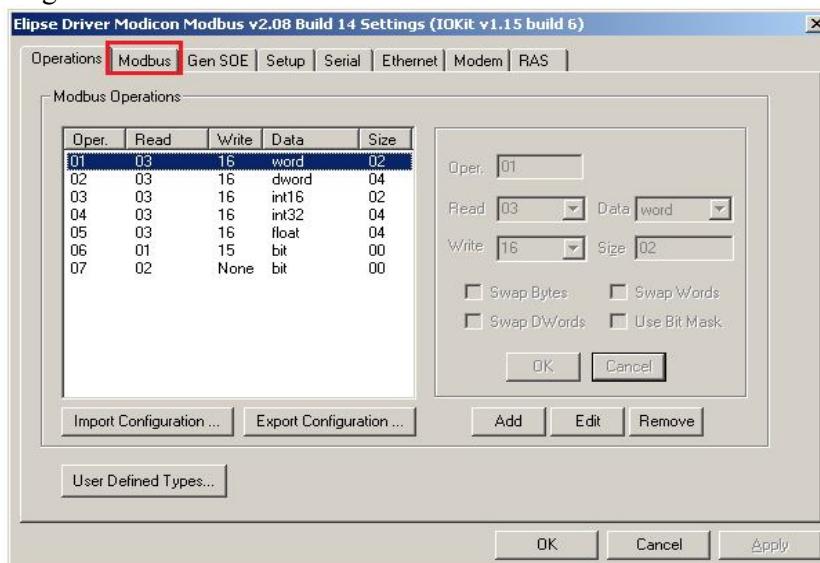 Elipse Driver Modicon Modbus v2.08 Build 14 Settings (IOKit v1.15 build 6)
Operations Modbus Gen SOE Setup Serial Ethernet Modem RAS
Modbus Operations
Oper. Read Write Data Size
01 03 16 word 02
02 03 16 dword 04
03 03 16 int16 02
04 03 16 int32 04
05 03 16 float 04
06 01 15 bit 00
07 02 None bit 00
Oper. 01
Read 03 Data word
Write 16 Size 02
Swap Bytes Swap Words
Swap DWords Use Bit Mask
OK Cancel
Import Configuration ... Export Configuration ... Add Edit Remove
User Defined Types...
OK Cancel Apply